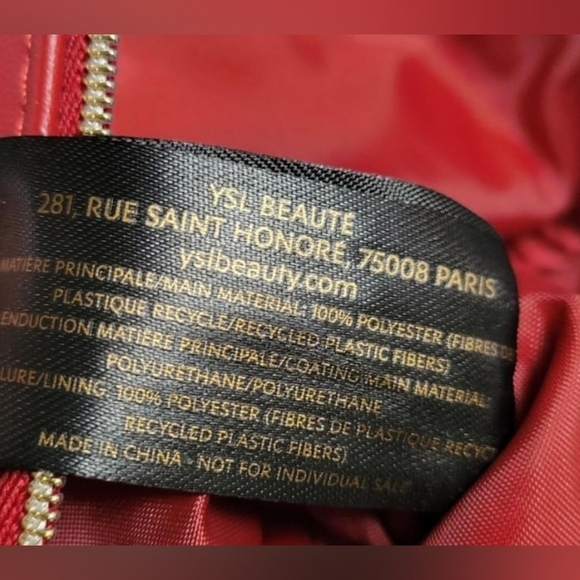 YSL BEAUTÉ
281, RUE SAINT HONORÉ, 75008 PARIS
yslbeauty.com
MATIÈRE PRINCIPALE/MAIN MATERIAL: 100% POLYESTER (FIBRES DE
PLASTIQUE RECYCLÉ/RECYCLED PLASTIC FIBERS)
ENDUCTION MATIÈRE PRINCIPALE/COATING MAIN MATERIAL:
POLYURETHANE/POLYURETHANE
LURE/LINING: 100% POLYESTER (FIBRES DE PLASTIQUE RECYC
RECYCLED PLASTIC FIBERS)
MADE IN CHINA - NOT FOR INDIVIDUAL SALE